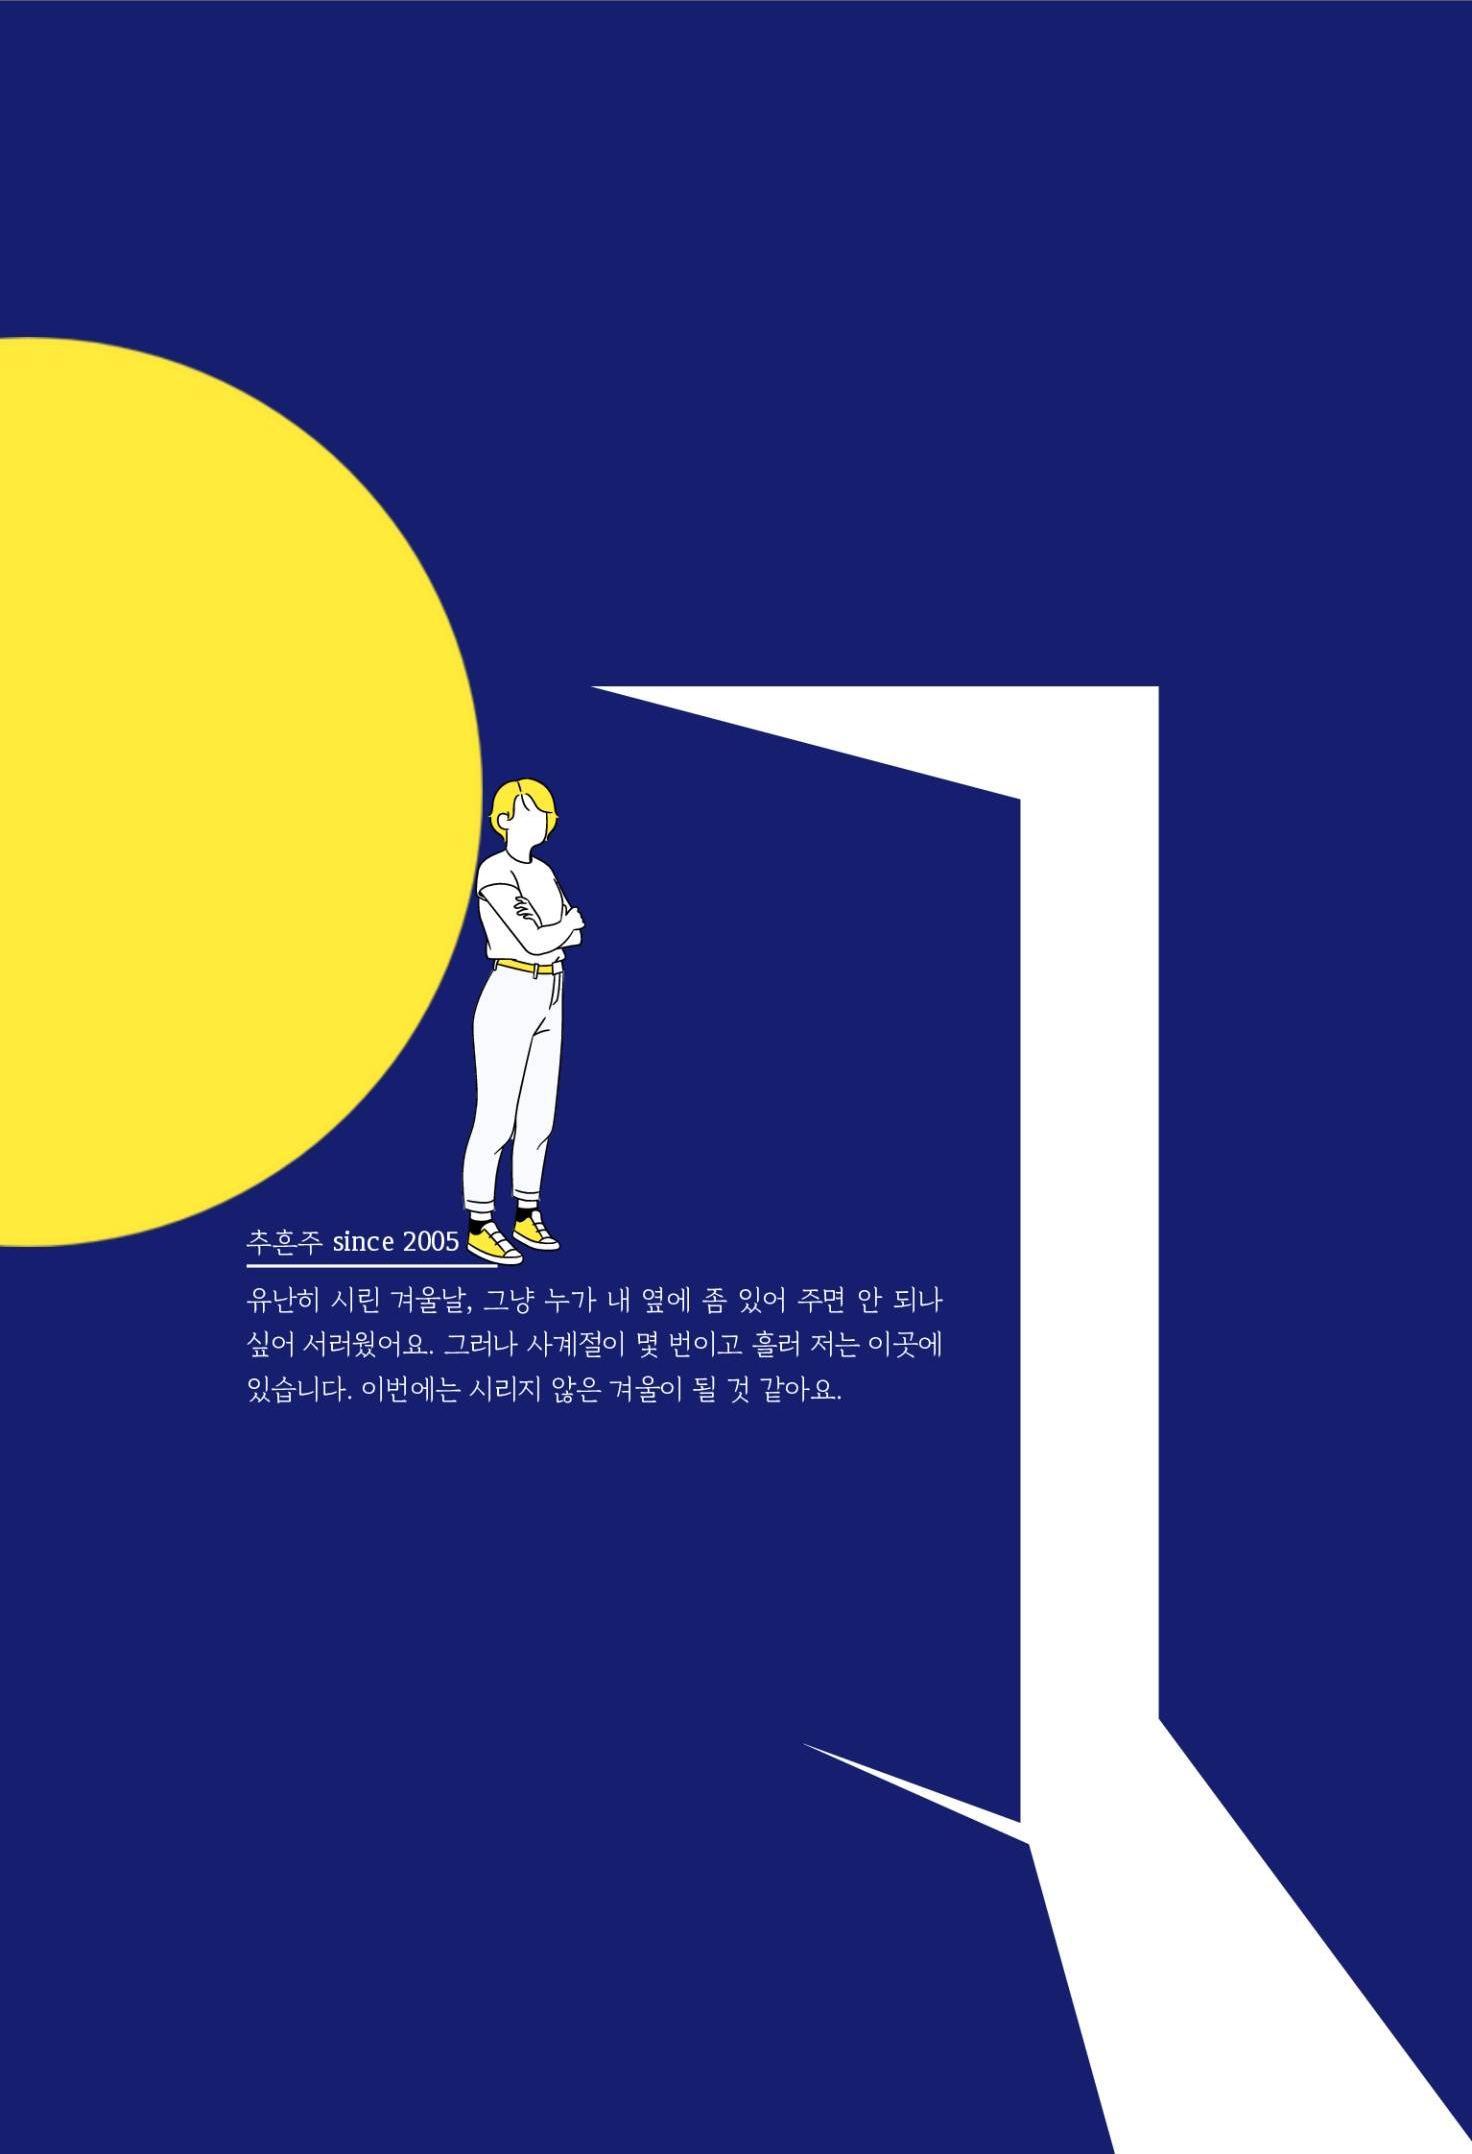 추흔주 since 2005
유난히 시린 겨울날, 그냥 누가 내 옆에 좀 있어 주면 안 되나
싶어 서러웠어요. 그러나 사계절이 몇 번이고 흘러 저는 이곳에
있습니다. 이번에는 시리지 않은 겨울이 될 것 같아요.